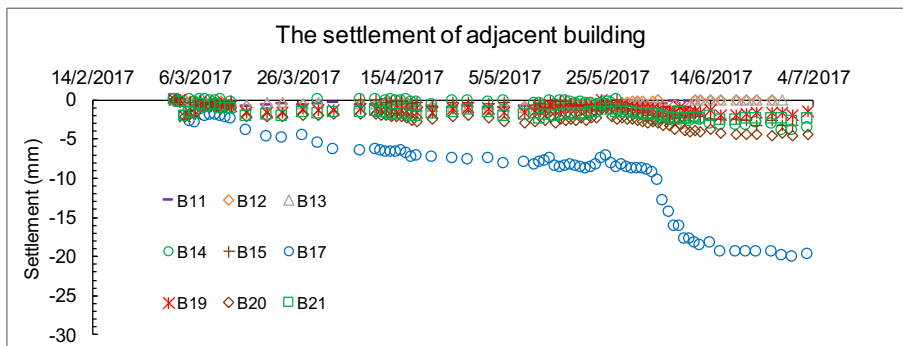 The settlement of adjacent building
14/2/2017 6/3/2017 26/3/2017 15/4/2017 5/5/2017 25/5/2017 14/6/2017 4/7/2017
Settlement (mm)
0
-5
-10
-15
-20
-25
-30
B11 B12 B13
B14 B15 B17
B19 B20 B21